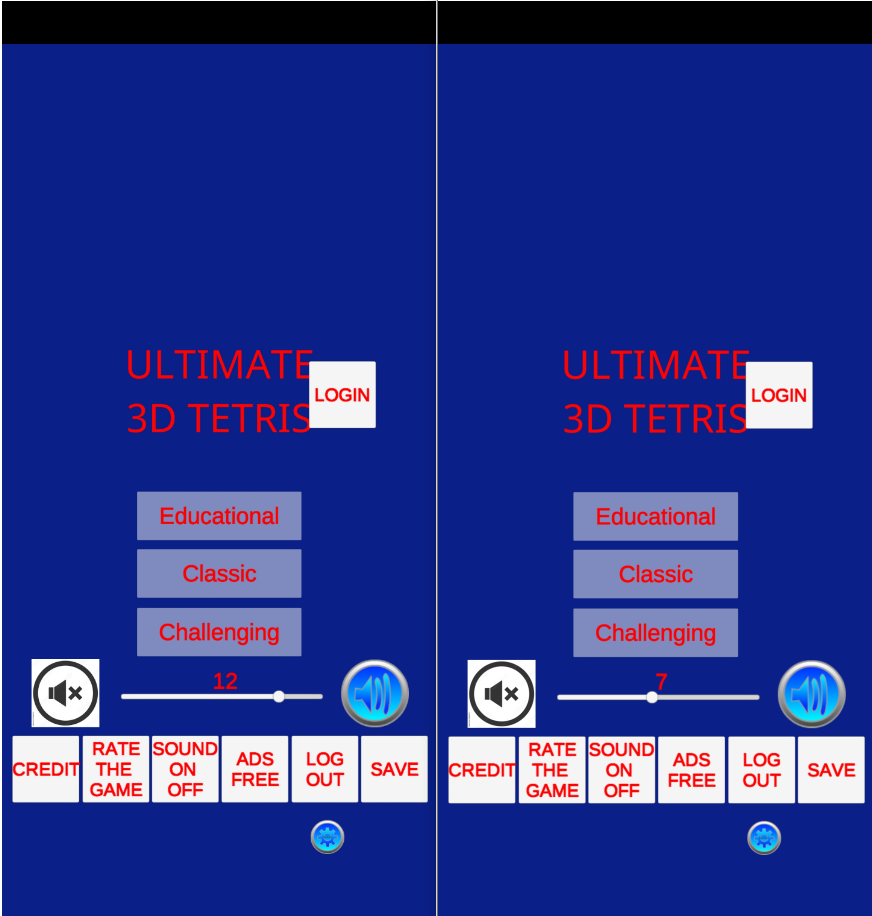 ULTIMATE
3D TETRIS
LOGIN
Educational
Classic
Challenging
12
CREDIT
RATE
THE
GAME
SOUND
ON
OFF
ADS
FREE
LOG
OUT
SAVE
ULTIMATE
3D TETRIS
LOGIN
Educational
Classic
Challenging
7
CREDIT
RATE
THE
GAME
SOUND
ON
OFF
ADS
FREE
LOG
OUT
SAVE